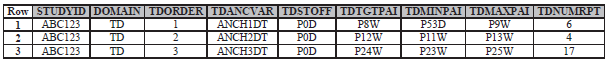 Row STUDYID DOMAIN TDORDER TDANCVAR TDSTOFF TDTGTPAI TDMINPAI TDMAXPAI TDNUMRPT
1 ABC123 TD 1 ANCH1DT P0D P8W P53D P9W 6
2 ABC123 TD 2 ANCH2DT P0D P12W P11W P13W 4
3 ABC123 TD 3 ANCH3DT P0D P24W P23W P25W 17